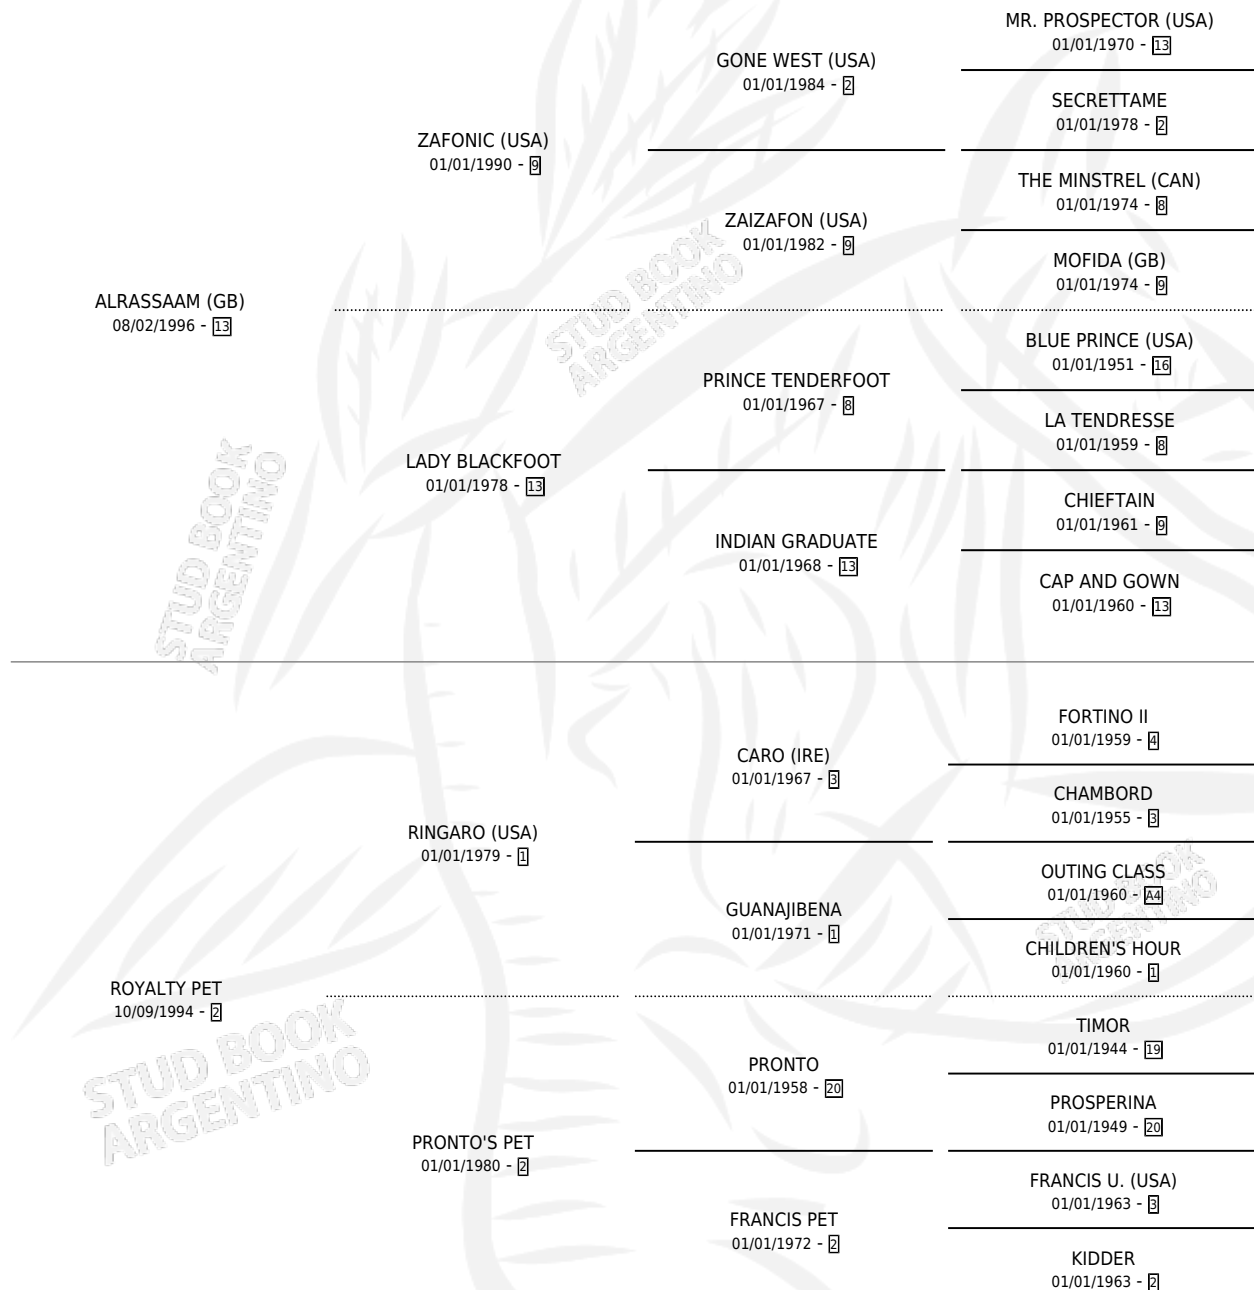 MR. PROSPECTOR (USA)
01/01/1970 - 13
GONE WEST (USA)
01/01/1984 - 2
SECRETTAME
01/01/1978 - 2
ZAFONIC (USA)
01/01/1990 - 9
THE MINSTREL (CAN)
01/01/1974 - 8
ZAIZAFON (USA)
01/01/1982 - 9
MOFIDA (GB)
01/01/1974 - 9
ALRASSAAM (GB)
08/02/1996 - 13
BLUE PRINCE (USA)
01/01/1951 - 16
PRINCE TENDERFOOT
01/01/1967 - 8
LA TENDRESSE
01/01/1959 - 8
LADY BLACKFOOT
01/01/1978 - 13
CHIEFTAIN
01/01/1961 - 9
INDIAN GRADUATE
01/01/1968 - 13
CAP AND GOWN
01/01/1960 - 13
FORTINO II
01/01/1959 - 4
CARO (IRE)
01/01/1967 - 3
CHAMBORD
01/01/1955 - 3
RINGARO (USA)
01/01/1979 - 1
OUTING CLASS
01/01/1960 - A4
GUANAJIBENA
01/01/1971 - 1
CHILDREN'S HOUR
01/01/1960 - 1
ROYALTY PET
10/09/1994 - 2
TIMOR
01/01/1944 - 19
PRONTO
01/01/1958 - 20
PROSPERINA
01/01/1949 - 20
PRONTO'S PET
01/01/1980 - 2
FRANCIS U. (USA)
01/01/1963 - 3
FRANCIS PET
01/01/1972 - 2
KIDDER
01/01/1963 - 2
STUD BOOK
ARGENTINO
STUD BOOK
ARGENTINO
STUD BOOK
ARGENTINO
STUD BOOK
ARGENTINO